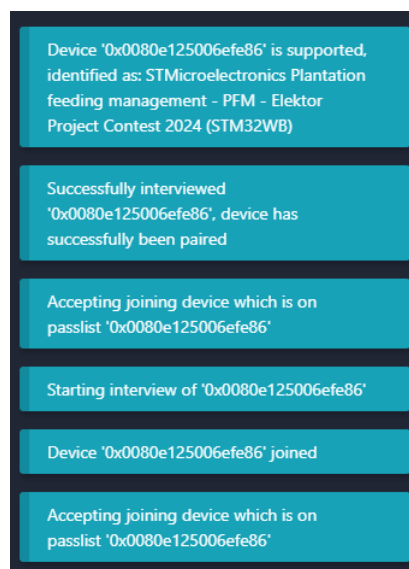 Device '0x0080e125006efe86' is supported,
identified as: STMicroelectronics Plantation
feeding management - PFM - Elektor
Project Contest 2024 (STM32WB)
Successfully interviewed
'0x0080e125006efe86', device has
successfully been paired
Accepting joining device which is on
passlist '0x0080e125006efe86'
Starting interview of '0x0080e125006efe86'
Device '0x0080e125006efe86' joined
Accepting joining device which is on
passlist '0x0080e125006efe86'